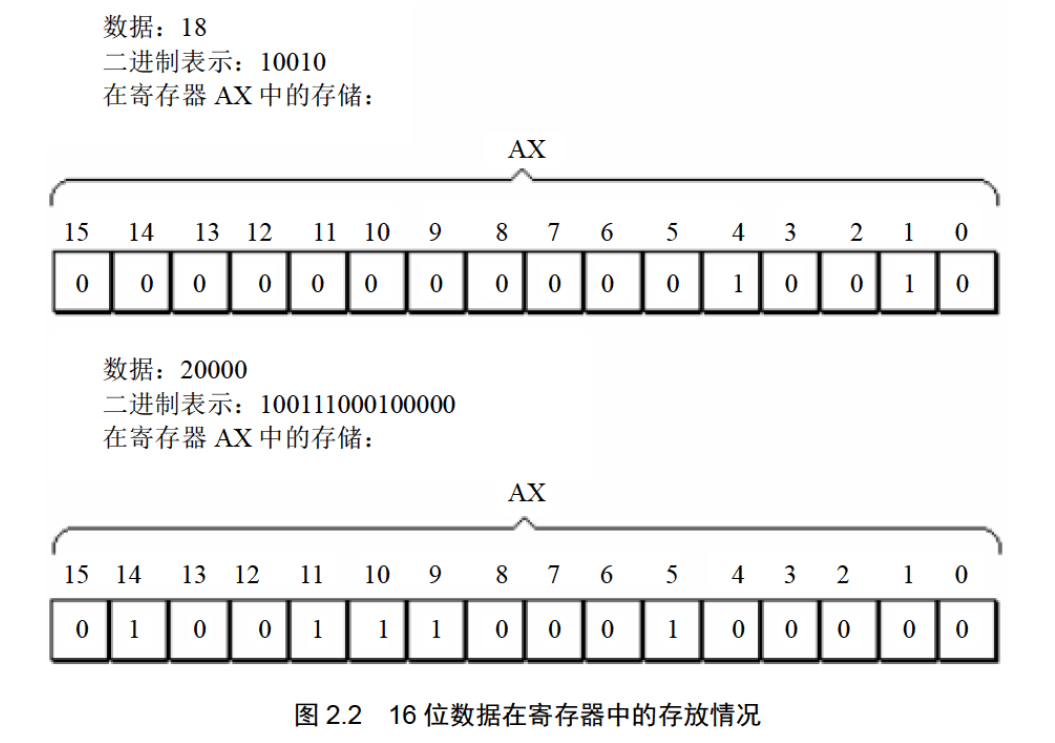 数据：18
二进制表示：10010
在寄存器 AX 中的存储：
AX
15 14 13 12 11 10 9 8 7 6 5 4 3 2 1 0
0 0 0 0 0 0 0 0 0 0 0 1 0 0 1 0
数据：20000
二进制表示：100111000100000
在寄存器 AX 中的存储：
AX
15 14 13 12 11 10 9 8 7 6 5 4 3 2 1 0
0 1 0 0 1 1 1 0 0 0 1 0 0 0 0 0
图 2.2 16 位数据在寄存器中的存放情况